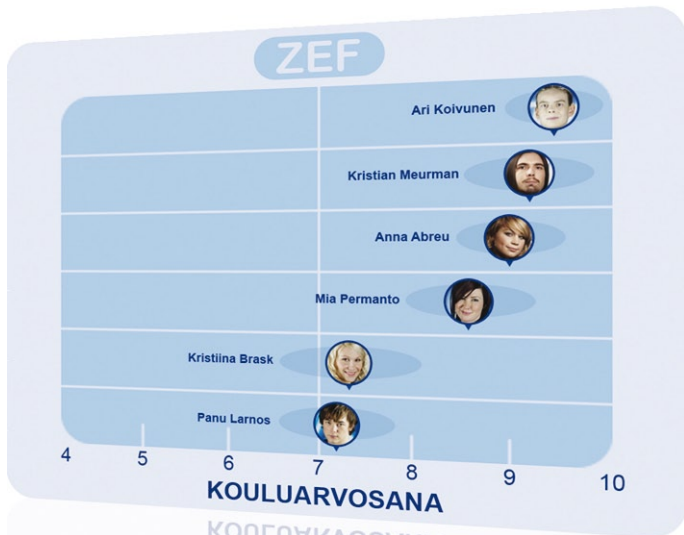 ZEF
Ari Koivunen
Kristian Meurman
Anna Abreu
Mia Permanto
Kristiina Brask
Panu Larnos
4 5 6 7 8 9 10
KOULUARVOSANA